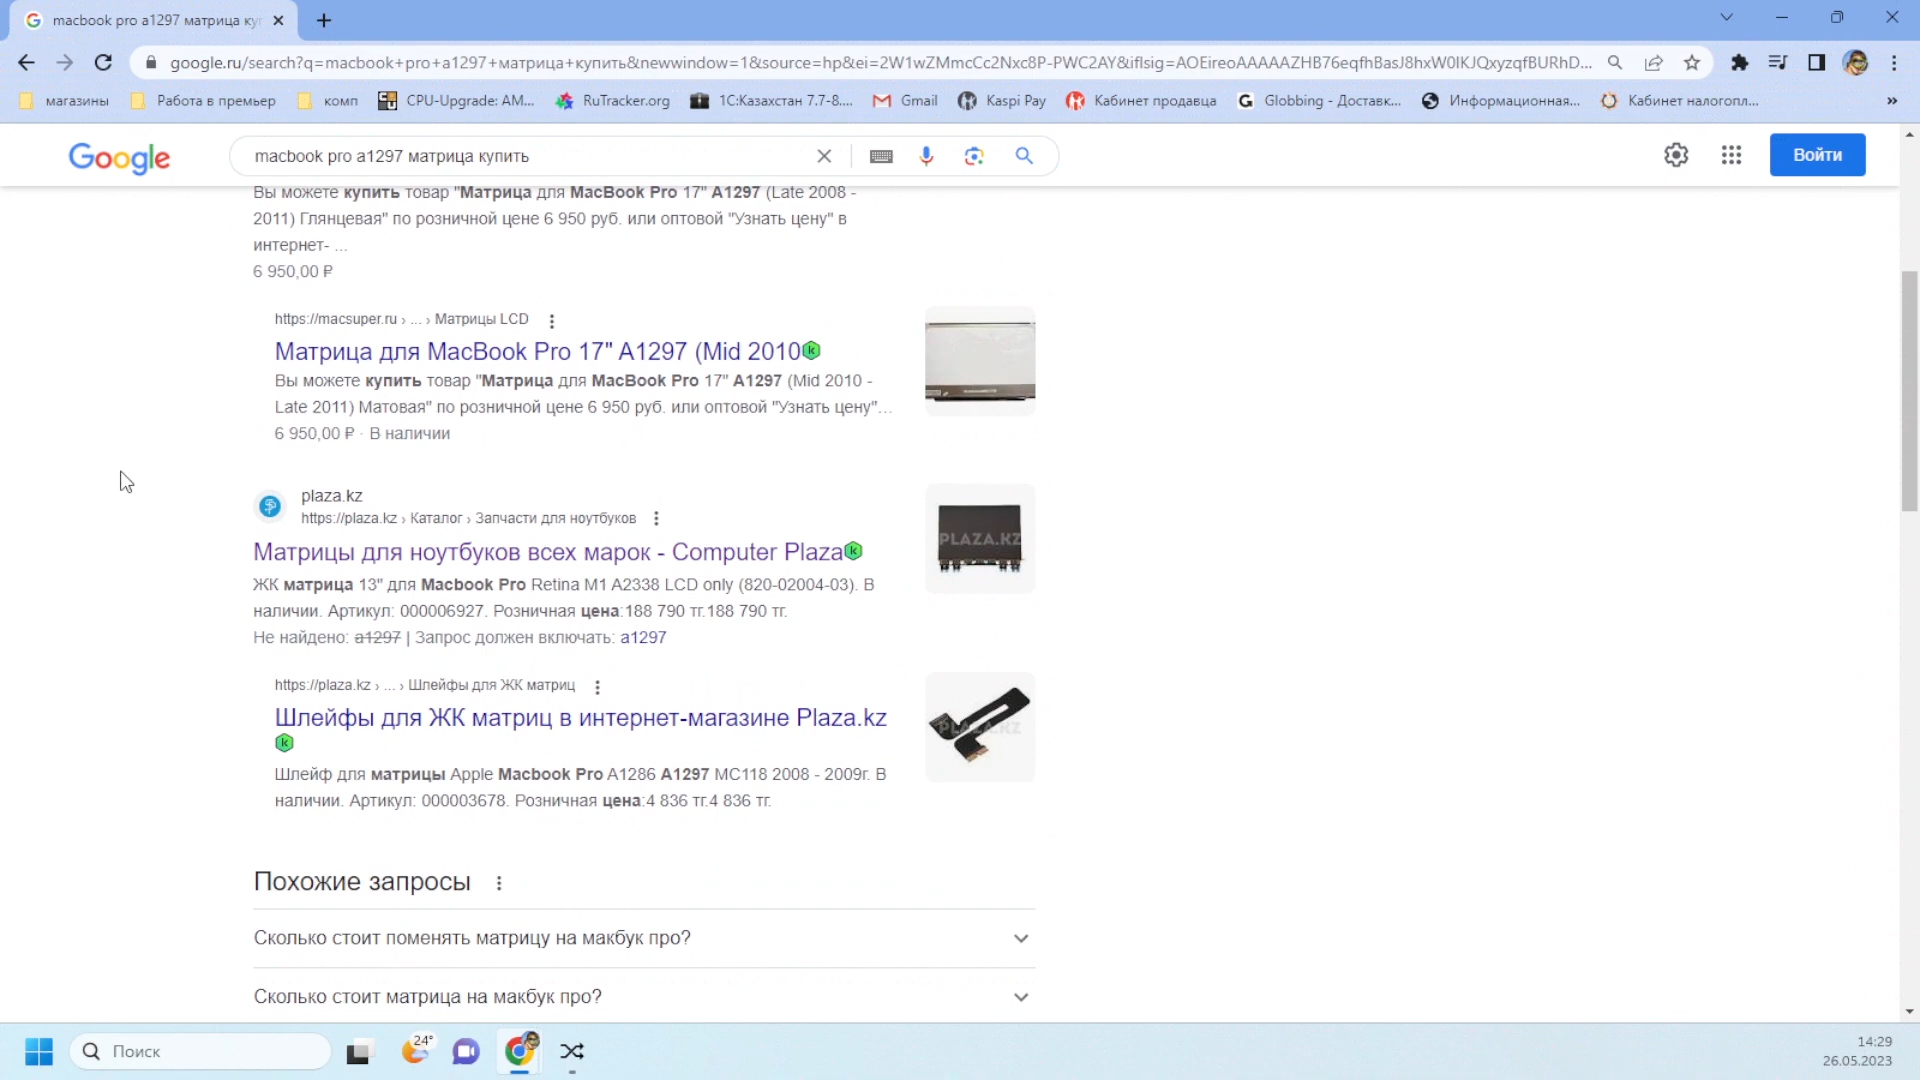 macbook pro a1297 матрица ку
google.ru/search?q=macbook+pro+a1297+матрица+купить&newwindow=1&source=hp&ei=2W1wZMmcCc2Nxc8P-PWC2AY&iflsig=AOEireoAAAAAZHB76eqfhBasJ8hxW0IKJQxyzqfBURhD...
магазины
Работа в премьер
комп
CPU-Upgrade: AM...
RuTracker.org
1С:Казахстан 7.7-8....
Gmail
Kaspi Pay
Кабинет продавца
Globbing - Доставк...
Информационная...
Кабинет налогопл...
»
Google
macbook pro a1297 матрица купить
Войти
Вы можете купить товар "Матрица для MacBook Pro 17" A1297 (Late 2008 -
2011) Глянцевая" по розничной цене 6 950 руб. или оптовой "Узнать цену" в
интернет- ...
6 950,00 ₽
https://macsuper.ru › ... › Матрицы LCD
Матрица для MacBook Pro 17" A1297 (Mid 2010
Вы можете купить товар "Матрица для MacBook Pro 17" A1297 (Mid 2010 -
Late 2011) Матовая" по розничной цене 6 950 руб. или оптовой "Узнать цену"...
6 950,00 ₽ · В наличии
plaza.kz
https://plaza.kz › Каталог › Запчасти для ноутбуков
Матрицы для ноутбуков всех марок - Computer Plaza
PLAZA.KZ
ЖК матрица 13" для Macbook Pro Retina M1 A2338 LCD only (820-02004-03). В
наличии. Артикул: 000006927. Розничная цена:188 790 тг.188 790 тг.
Не найдено: a1297 | Запрос должен включать: a1297
https://plaza.kz › ... › Шлейфы для ЖК матриц
Шлейфы для ЖК матриц в интернет-магазине Plaza.kz
PLAZA.KZ
Шлейф для матрицы Apple Macbook Pro A1286 A1297 MC118 2008 - 2009г. В
наличии. Артикул: 000003678. Розничная цена:4 836 тг.4 836 тг.
Похожие запросы
Сколько стоит поменять матрицу на макбук про?
Сколько стоит матрица на макбук про?
Поиск
24°
14:29
26.05.2023